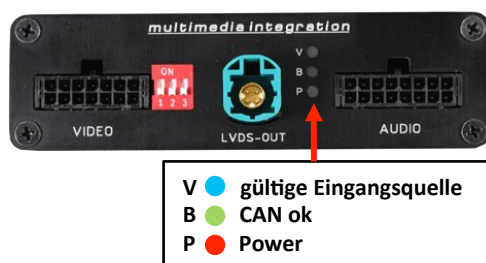 multimedia integration
V
B
P
ON
1 2 3
VIDEO
LVDS-OUT
AUDIO
V gültige Eingangsquelle
B CAN ok
P Power